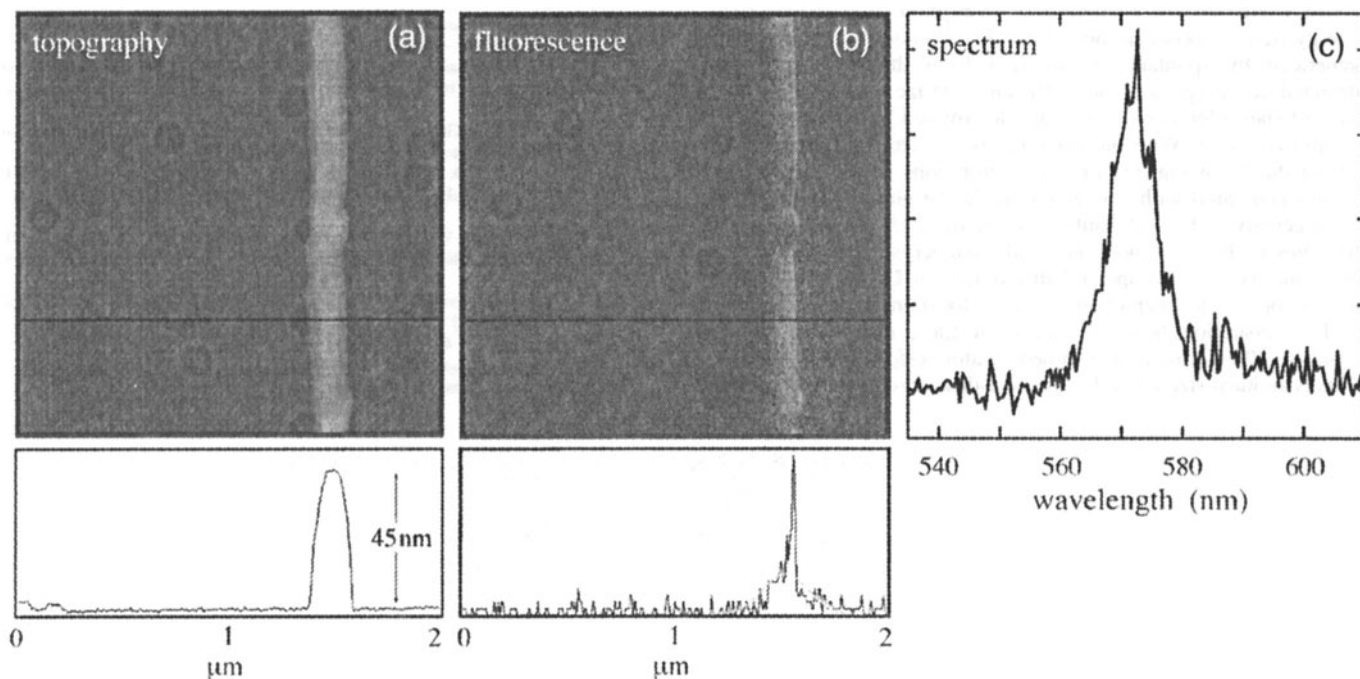 topography (a)
fluorescence (b)
spectrum (c)
45nm
0 1 2
μm
0 1 2
μm
540 560 580 600
wavelength (nm)